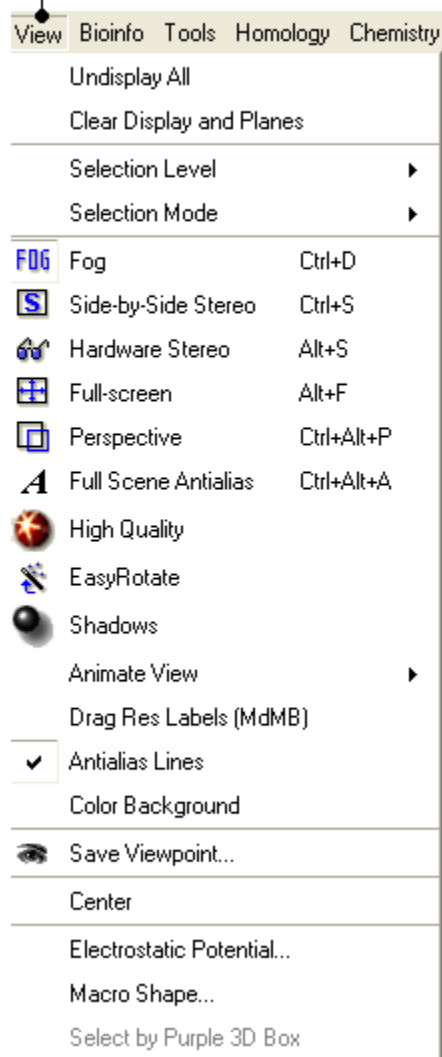 View Bioinfo Tools Homology Chemistry
Undisplay All
Clear Display and Planes
Selection Level
Selection Mode
FOG Fog Ctrl+D
S Side-by-Side Stereo Ctrl+S
Hardware Stereo Alt+S
Full-screen Alt+F
Perspective Ctrl+Alt+P
A Full Scene Antialias Ctrl+Alt+A
High Quality
EasyRotate
Shadows
Animate View
Drag Res Labels (MdMB)
Antialias Lines
Color Background
Save Viewpoint...
Center
Electrostatic Potential...
Macro Shape...
Select by Purple 3D Box